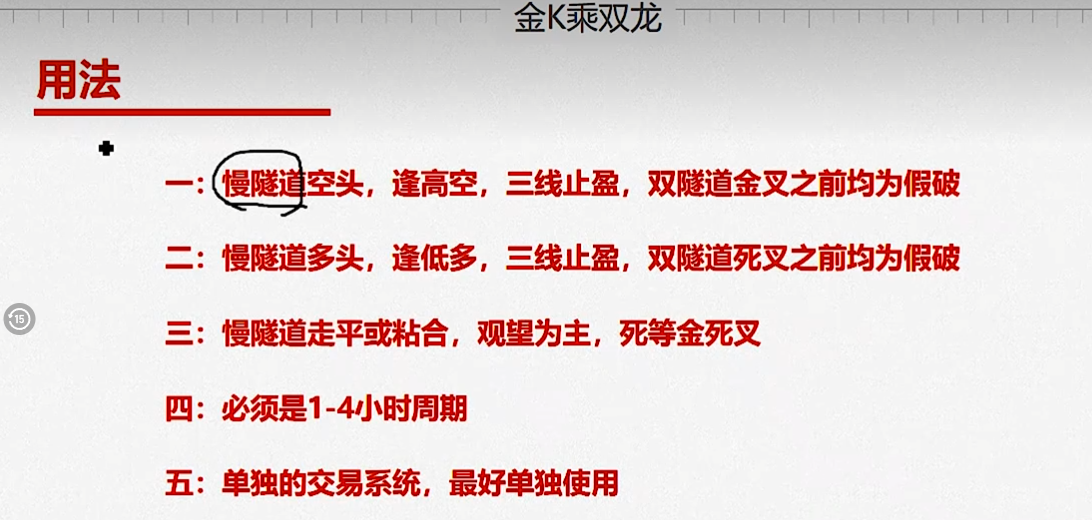 金K乘双龙
用法
一：慢隧道空头，逢高空，三线止盈，双隧道金叉之前均为假破
二：慢隧道多头，逢低多，三线止盈，双隧道死叉之前均为假破
三：慢隧道走平或粘合，观望为主，死等金死叉
15
四：必须是1-4小时周期
五：单独的交易系统，最好单独使用